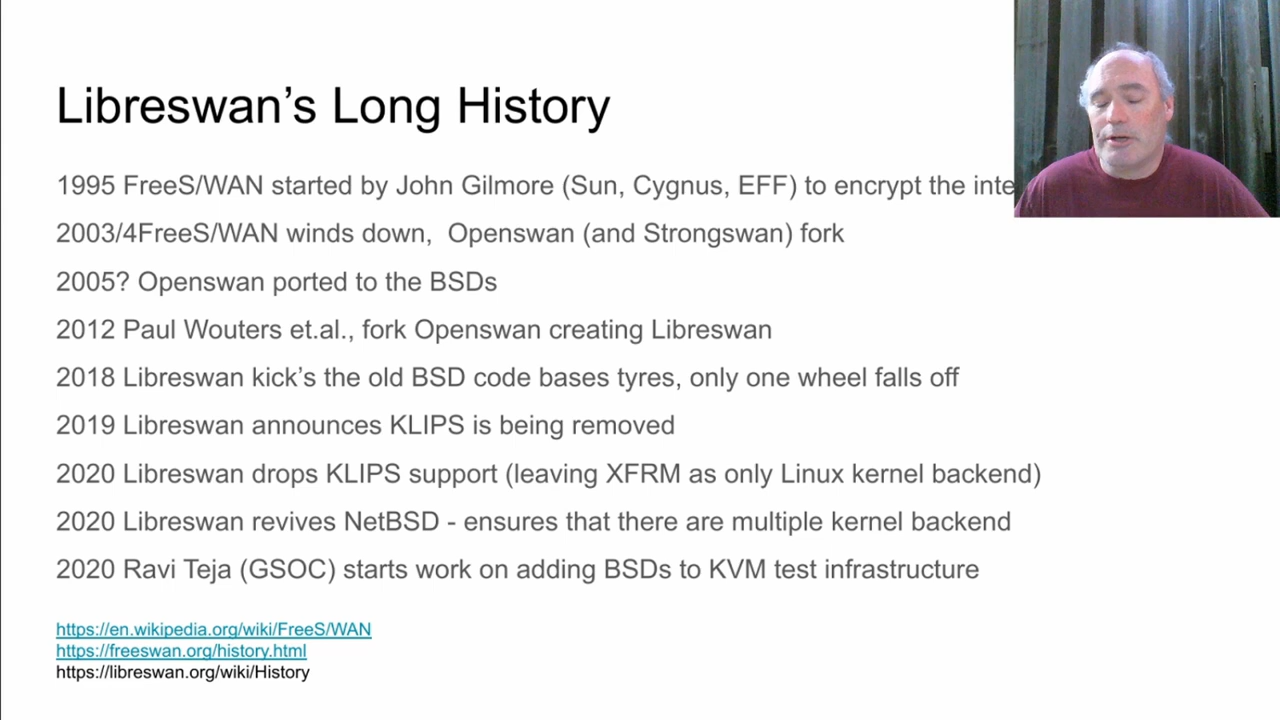 Libreswan’s Long History
1995 FreeS/WAN started by John Gilmore (Sun, Cygnus, EFF) to encrypt the
2003/4FreeS/WAN winds down,  Openswan (and Strongswan) fork
2005? Openswan ported to the BSDs
2012 Paul Wouters et.al., fork Openswan creating Libreswan
2018 Libreswan kick’s the old BSD code bases tyres, only one wheel falls off
2019 Libreswan announces KLIPS is being removed
2020 Libreswan drops KLIPS support (leaving XFRM as only Linux kernel backend)
2020 Libreswan revives NetBSD - ensures that there are multiple kernel backend
2020 Ravi Teja (GSOC) starts work on adding BSDs to KVM test infrastructure
https://en.wikipedia.org/wiki/FreeS/WAN
https://freeswan.org/history.html
https://libreswan.org/wiki/History